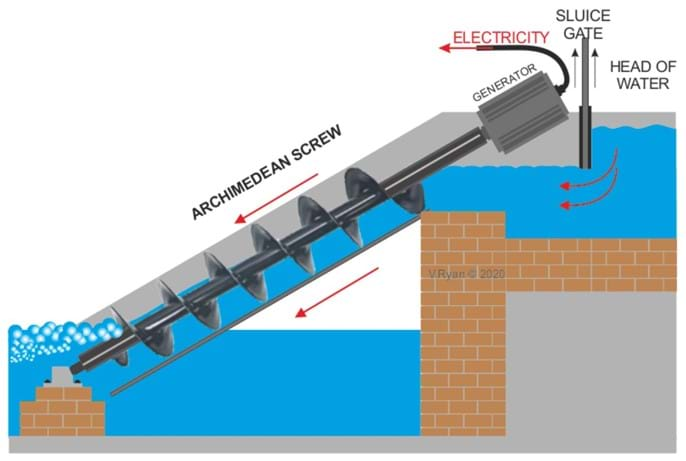 SLUICE
GATE
ELECTRICITY
HEAD OF
WATER
GENERATOR
ARCHIMEDEAN SCREW
V.Ryan © 2020